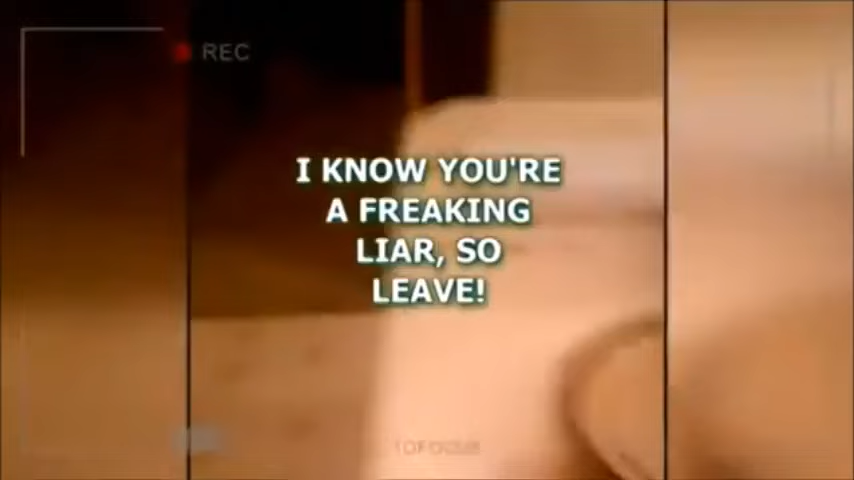 REC
I KNOW YOU'RE
A FREAKING
LIAR, SO
LEAVE!